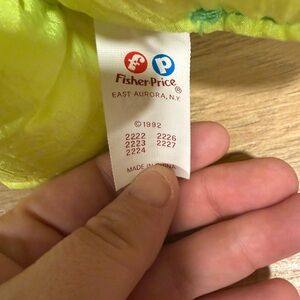 f P
Fisher-Price®
EAST AURORA, N.Y.
©1992
2222 2226
2223 2227
2224
MADE IN CHINA